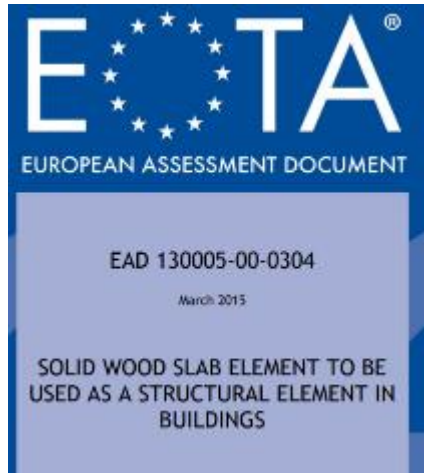 EOTA®
EUROPEAN ASSESSMENT DOCUMENT
EAD 130005-00-0304
March 2015
SOLID WOOD SLAB ELEMENT TO BE
USED AS A STRUCTURAL ELEMENT IN
BUILDINGS